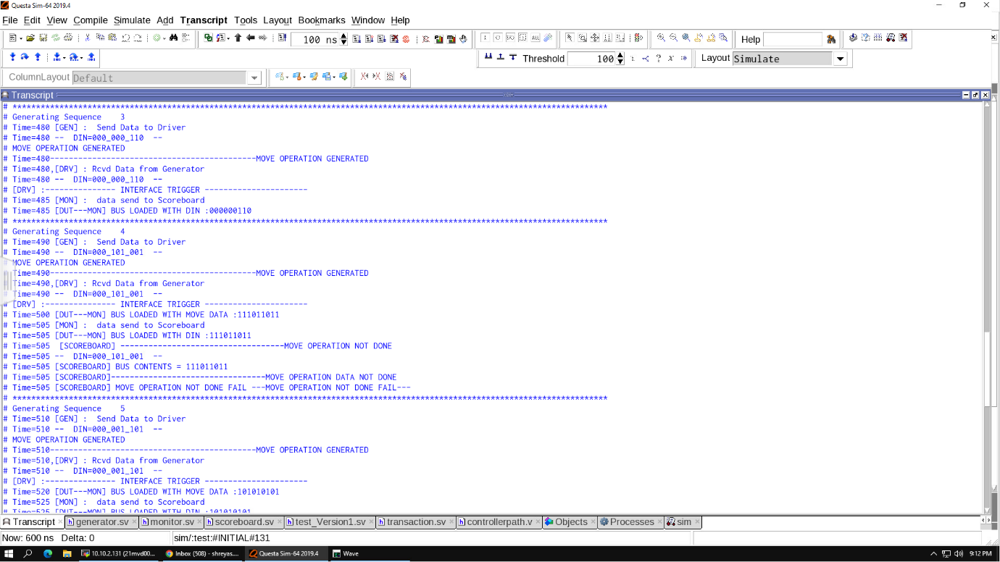 Questa Sim-64 2019.4
File Edit View Compile Simulate Add Transcript Tools Layout Bookmarks Window Help
100 ns Help
Threshold 100 Layout Simulate
ColumnLayout Default
Transcript
# *******************************************************************************************************************************
# Generating Sequence    3
# Time=480 [GEN] :  Send Data to Driver
# Time=480 --  DIN=000_000_110  --
# MOVE OPERATION GENERATED
# Time=480--------------------------------------------MOVE OPERATION GENERATED
# Time=480,[DRV] : Rcvd Data from Generator
# Time=480 --  DIN=000_000_110  --
# [DRV] :--------------- INTERFACE TRIGGER ----------------------
# Time=485 [MON] :  data send to Scoreboard
# Time=485 [DUT---MON] BUS LOADED WITH DIN :000000110
# *******************************************************************************************************************************
# Generating Sequence    4
# Time=490 [GEN] :  Send Data to Driver
# Time=490 --  DIN=000_101_001  --
# MOVE OPERATION GENERATED
Time=490--------------------------------------------MOVE OPERATION GENERATED
Time=490,[DRV] : Rcvd Data from Generator
Time=490 --  DIN=000_101_001  --
# [DRV] :--------------- INTERFACE TRIGGER ----------------------
# Time=500 [DUT---MON] BUS LOADED WITH MOVE DATA :111011011
# Time=505 [MON] :  data send to Scoreboard
# Time=505 [DUT---MON] BUS LOADED WITH DIN :111011011
# Time=505  [SCOREBOARD] -----------------------------------MOVE OPERATION NOT DONE
# Time=505 --  DIN=000_101_001  --
# Time=505 [SCOREBOARD] BUS CONTENTS = 111011011
# Time=505 [SCOREBOARD]---------------------------------MOVE OPERATION DATA NOT DONE
# Time=505 [SCOREBOARD] MOVE OPERATION NOT DONE FAIL ---MOVE OPERATION NOT DONE FAIL---
# *******************************************************************************************************************************
# Generating Sequence    5
# Time=510 [GEN] :  Send Data to Driver
# Time=510 --  DIN=000_001_101  --
# MOVE OPERATION GENERATED
# Time=510--------------------------------------------MOVE OPERATION GENERATED
# Time=510,[DRV] : Rcvd Data from Generator
# Time=510 --  DIN=000_001_101  --
# [DRV] :--------------- INTERFACE TRIGGER ----------------------
# Time=520 [DUT---MON] BUS LOADED WITH MOVE DATA :101010101
# Time=525 [MON] :  data send to Scoreboard
# Time=525 [DUT---MON] BUS LOADED WITH DIN :101010101
Transcript generator.sv monitor.sv scoreboard.sv test_Version1.sv transaction.sv controllerpath.v Objects Processes sim
Now: 600 ns Delta: 0 sim/:test:#INITIAL#131
10.10.2.131 (21mvd00... Inbox (508) - shreyas.... Questa Sim-64 2019.4 Wave 9:12 PM